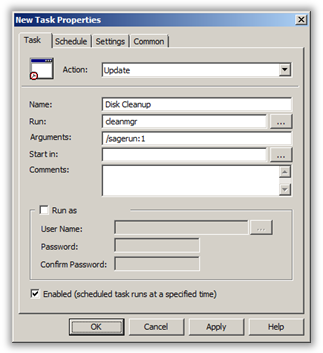 New Task Properties
Task Schedule Settings Common
Action: Update
Name: Disk Cleanup
Run: cleanmgr ...
Arguments: /sagerun:1
Start in: ...
Comments:
Run as
User Name: ...
Password:
Confirm Password:
Enabled (scheduled task runs at a specified time)
OK Cancel Apply Help